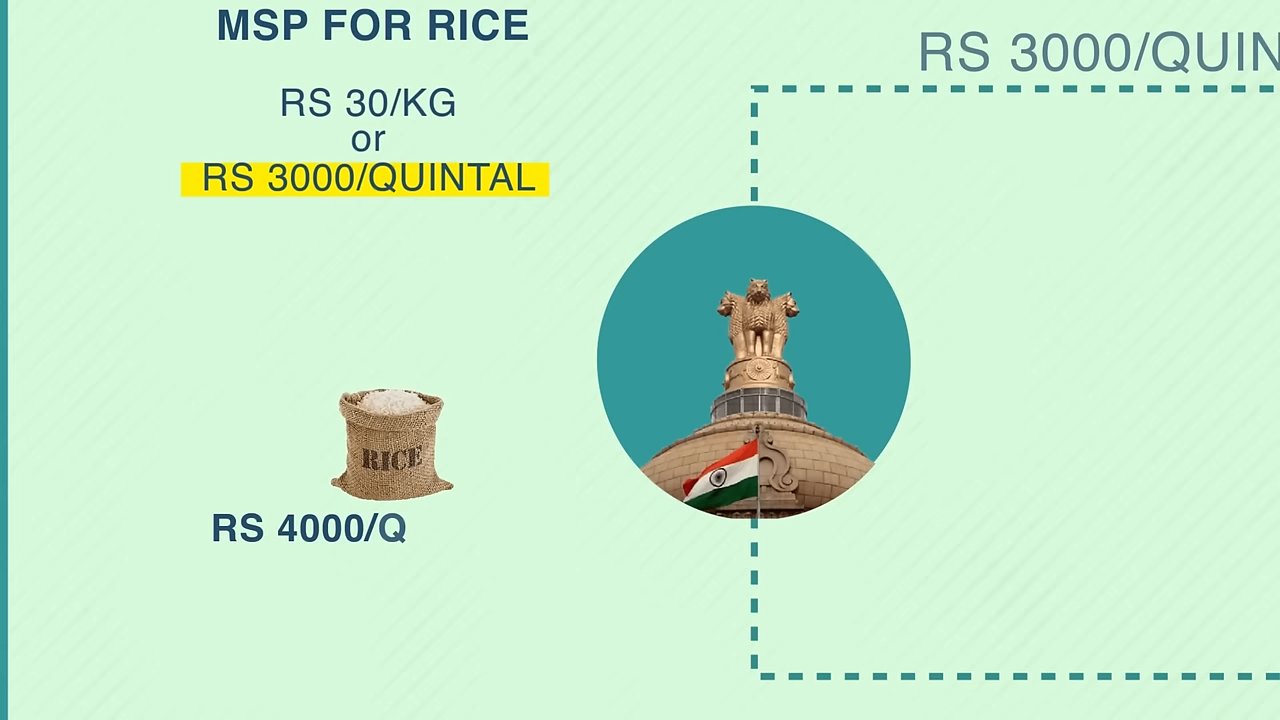 MSP FOR RICE
RS 30/KG
or
RS 3000/QUINTAL
RS 3000/QUIN
RICE
RS 4000/Q